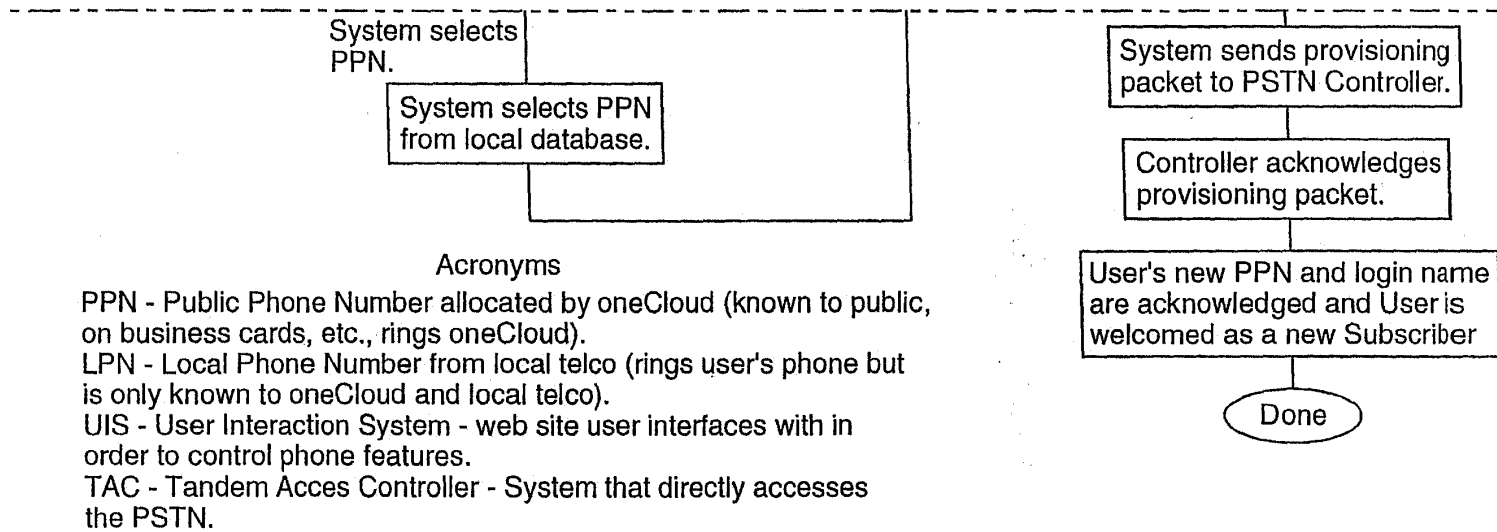 System selects
PPN.
System selects PPN
from local database.
System sends provisioning
packet to PSTN Controller.
Controller acknowledges
provisioning packet.
User's new PPN and login name
are acknowledged and User is
welcomed as a new Subscriber
Done
Acronyms
PPN - Public Phone Number allocated by oneCloud (known to public,
on business cards, etc., rings oneCloud).
LPN - Local Phone Number from local telco (rings user's phone but
is only known to oneCloud and local telco).
UIS - User Interaction System - web site user interfaces with in
order to control phone features.
TAC - Tandem Acces Controller - System that directly accesses
the PSTN.